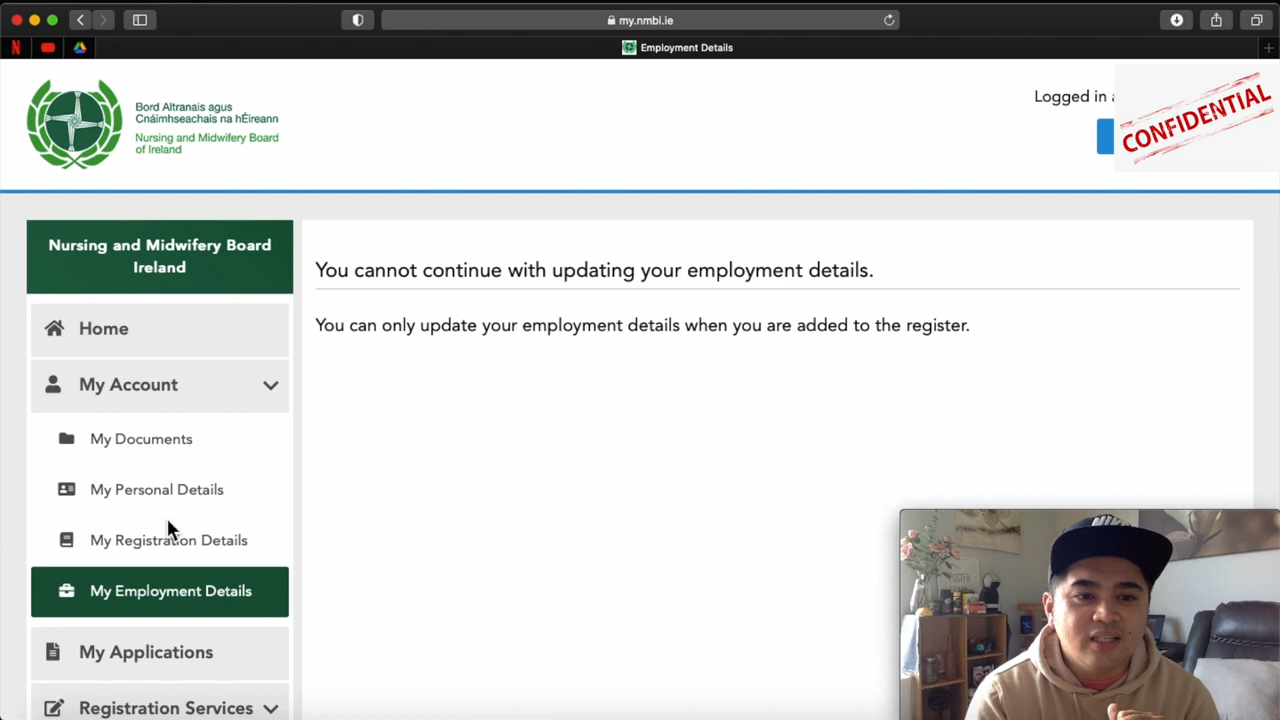 my.nmbi.ie
Employment Details
Bord Altranais agus
Cnáimhseachais na hÉireann
Nursing and Midwifery Board
of Ireland
Logged in
CONFIDENTIAL
Nursing and Midwifery Board
Ireland
Home
My Account
My Documents
My Personal Details
My Registration Details
My Employment Details
My Applications
Registration Services
You cannot continue with updating your employment details.
You can only update your employment details when you are added to the register.